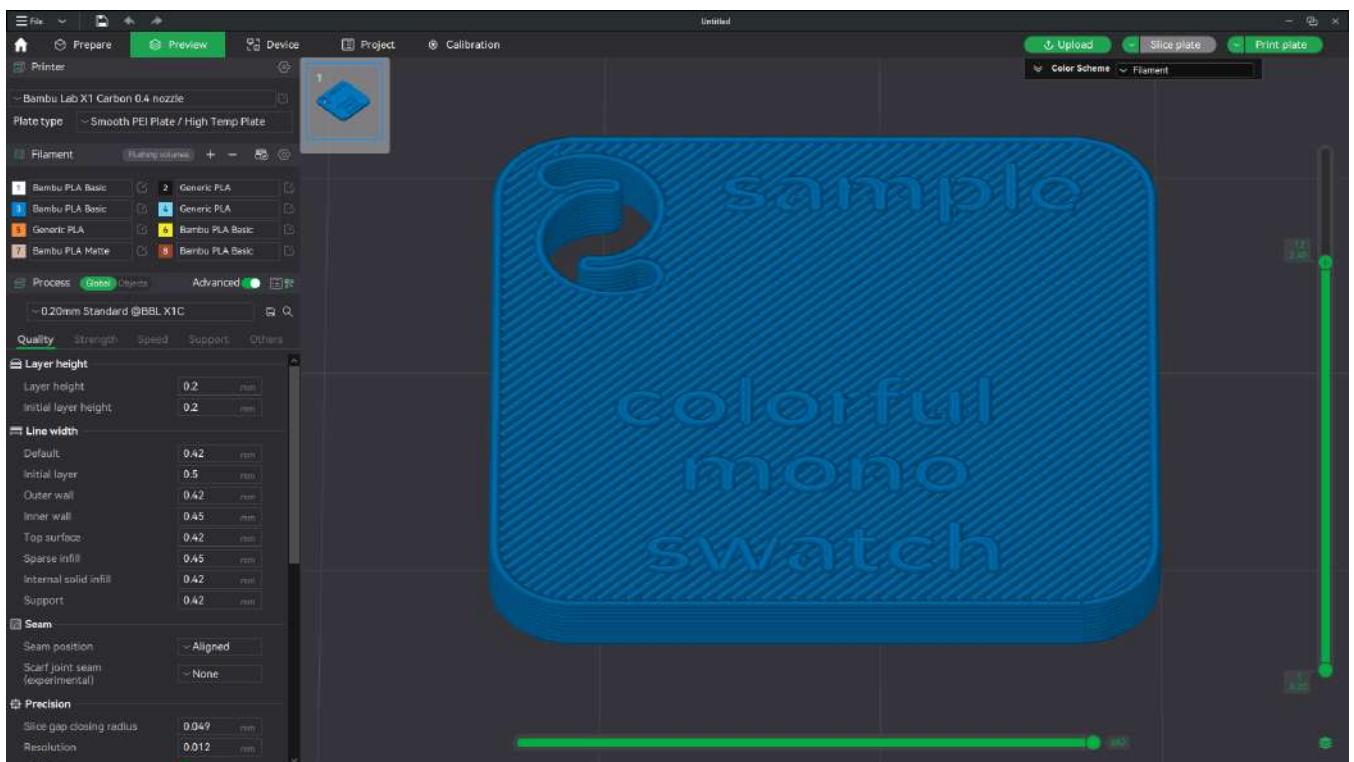 File
Untitled
Prepare
Preview
Device
Project
Calibration
Upload
Slice plate
Print plate
Printer
Bambu Lab X1 Carbon 0.4 nozzle
Plate type
Smooth PEI Plate / High Temp Plate
Filament
Flushing volumes
1 Bambu PLA Basic
2 Generic PLA
3 Bambu PLA Basic
4 Generic PLA
5 Generic PLA
6 Bambu PLA Basic
7 Bambu PLA Matte
8 Bambu PLA Basic
Process Global Objects Advanced
0.20mm Standard @BBL X1C
Quality Strength Speed Support Others
Layer height
Layer height 0.2 mm
Initial layer height 0.2 mm
Line width
Default 0.42 mm
Initial layer 0.5 mm
Outer wall 0.42 mm
Inner wall 0.45 mm
Top surface 0.42 mm
Sparse infill 0.45 mm
Internal solid infill 0.42 mm
Support 0.42 mm
Seam
Seam position Aligned
Scarf joint seam
(experimental) None
Precision
Slice gap closing radius 0.049 mm
Resolution 0.012 mm
1
Color Scheme Filament
sample
colorful
mono
swatch
12
2.40
1
0.20